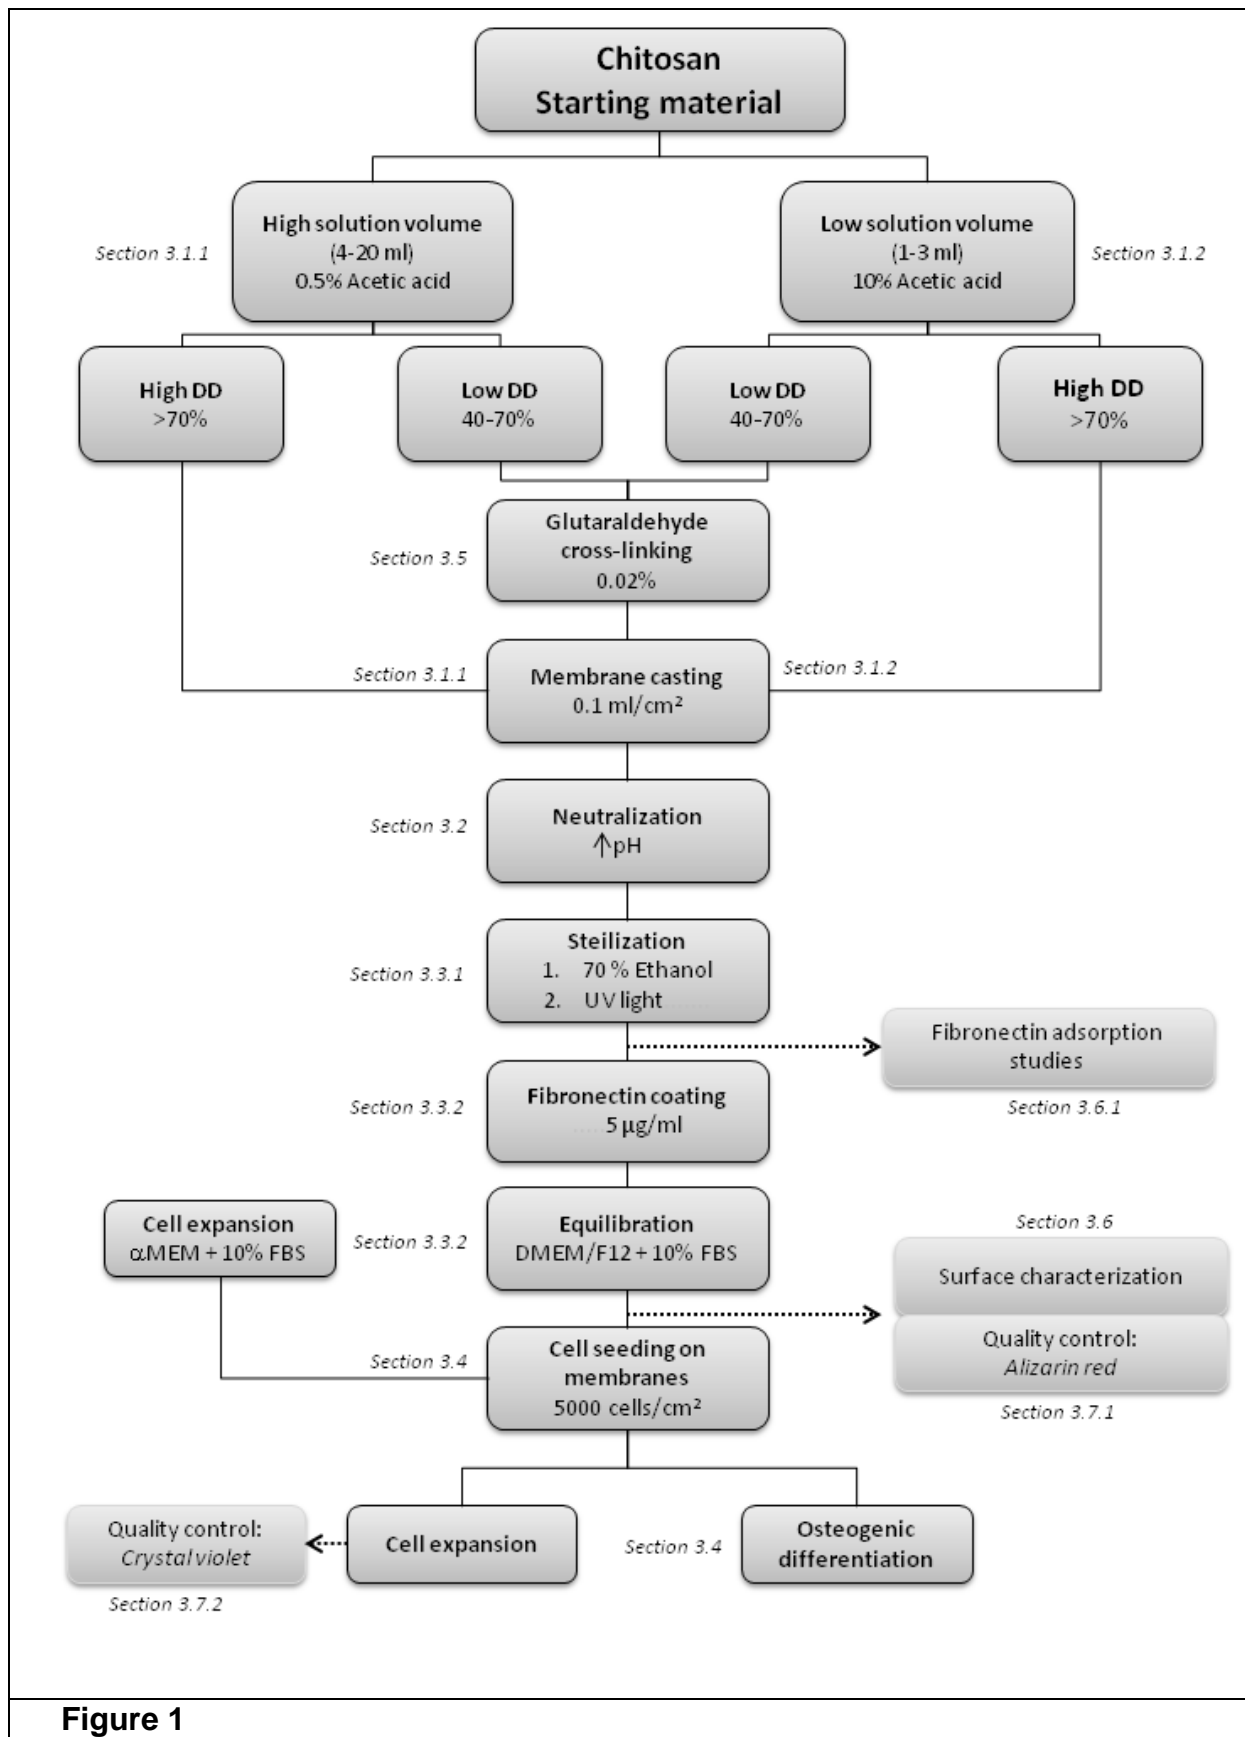 Chitosan
Starting material
High solution volume
(4-20 ml)
0.5% Acetic acid
Section 3.1.1
Low solution volume
(1-3 ml)
10% Acetic acid
Section 3.1.2
High DD
>70%
Low DD
40-70%
Low DD
40-70%
High DD
>70%
Glutaraldehyde
cross-linking
0.02%
Section 3.5
Section 3.1.1
Membrane casting
0.1 ml/cm²
Section 3.1.2
Section 3.2
Neutralization
↑pH
Section 3.3.1
Steilization
1. 70 % Ethanol
2. UV light
Fibronectin adsorption
studies
Section 3.6.1
Section 3.3.2
Fibronectin coating
5 µg/ml
Cell expansion
αMEM + 10% FBS
Section 3.3.2
Equilibration
DMEM/F12 + 10% FBS
Section 3.6
Surface characterization
Quality control:
Alizarin red
Section 3.7.1
Section 3.4
Cell seeding on
membranes
5000 cells/cm²
Quality control:
Crystal violet
Section 3.7.2
Cell expansion
Section 3.4
Osteogenic
differentiation
Figure 1